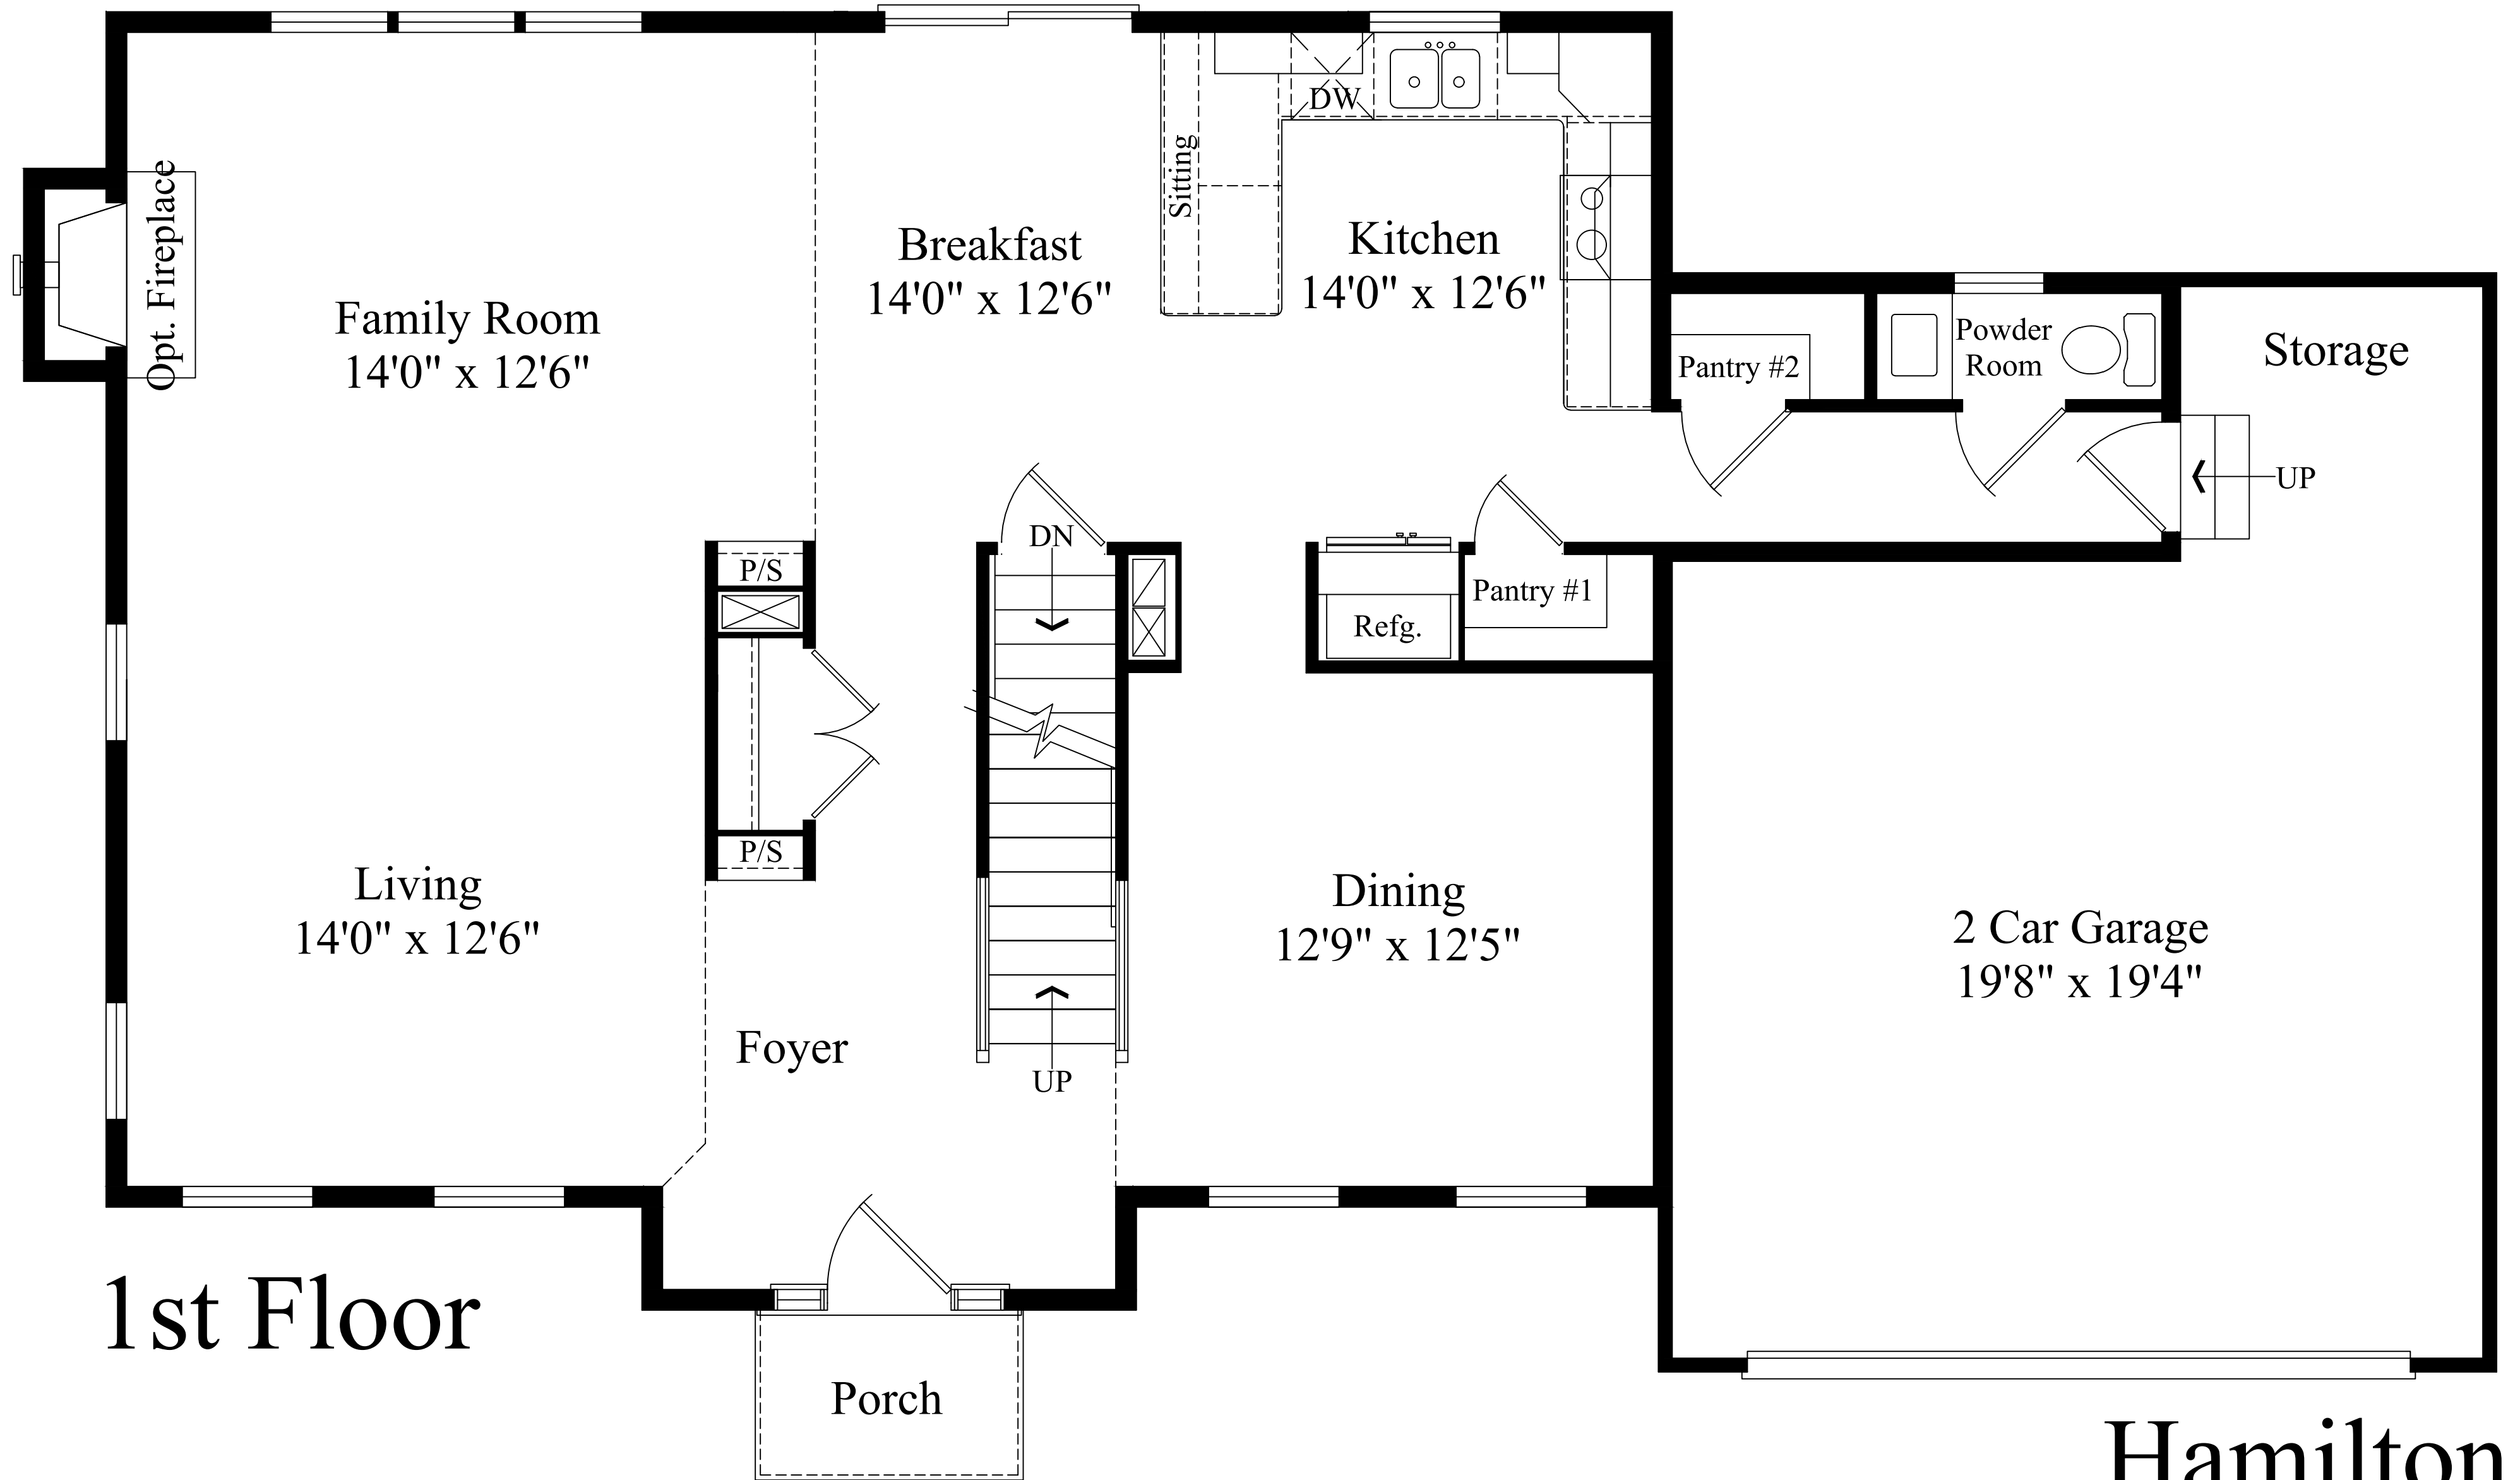 DW
Sitting
Opt. Fireplace
Family Room
14'0" x 12'6"
Breakfast
14'0" x 12'6"
Kitchen
14'0" x 12'6"
Pantry #2
Powder
Room
Storage
UP
DN
P/S
Refg.
Pantry #1
P/S
Living
14'0" x 12'6"
Dining
12'9" x 12'5"
2 Car Garage
19'8" x 19'4"
Foyer
UP
1st Floor
Porch
Hamilton